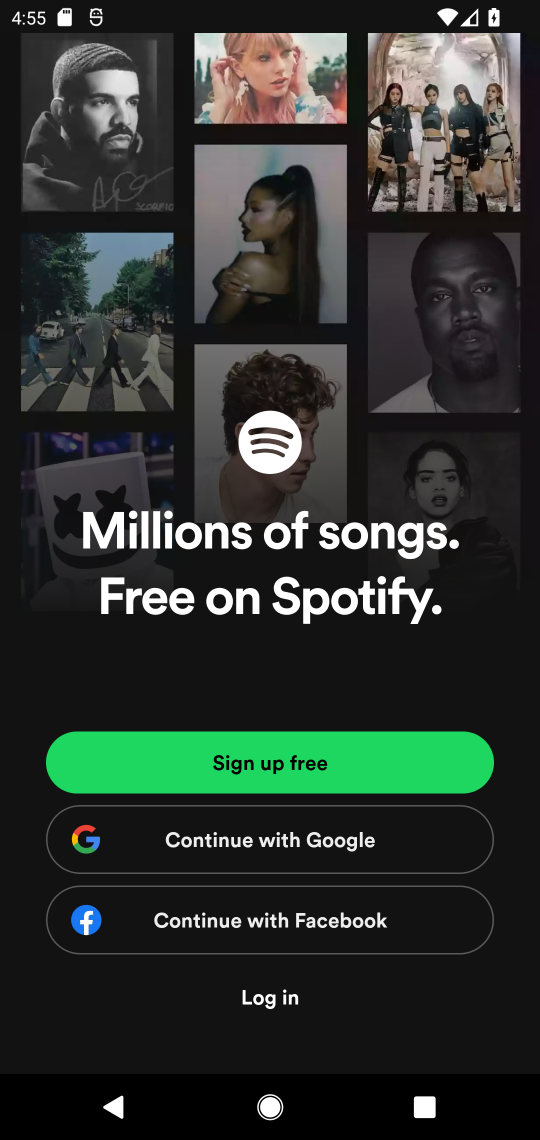 4:55
SCORPION
Millions of songs.
Free on Spotify.
Sign up free
Continue with Google
Continue with Facebook
Log in